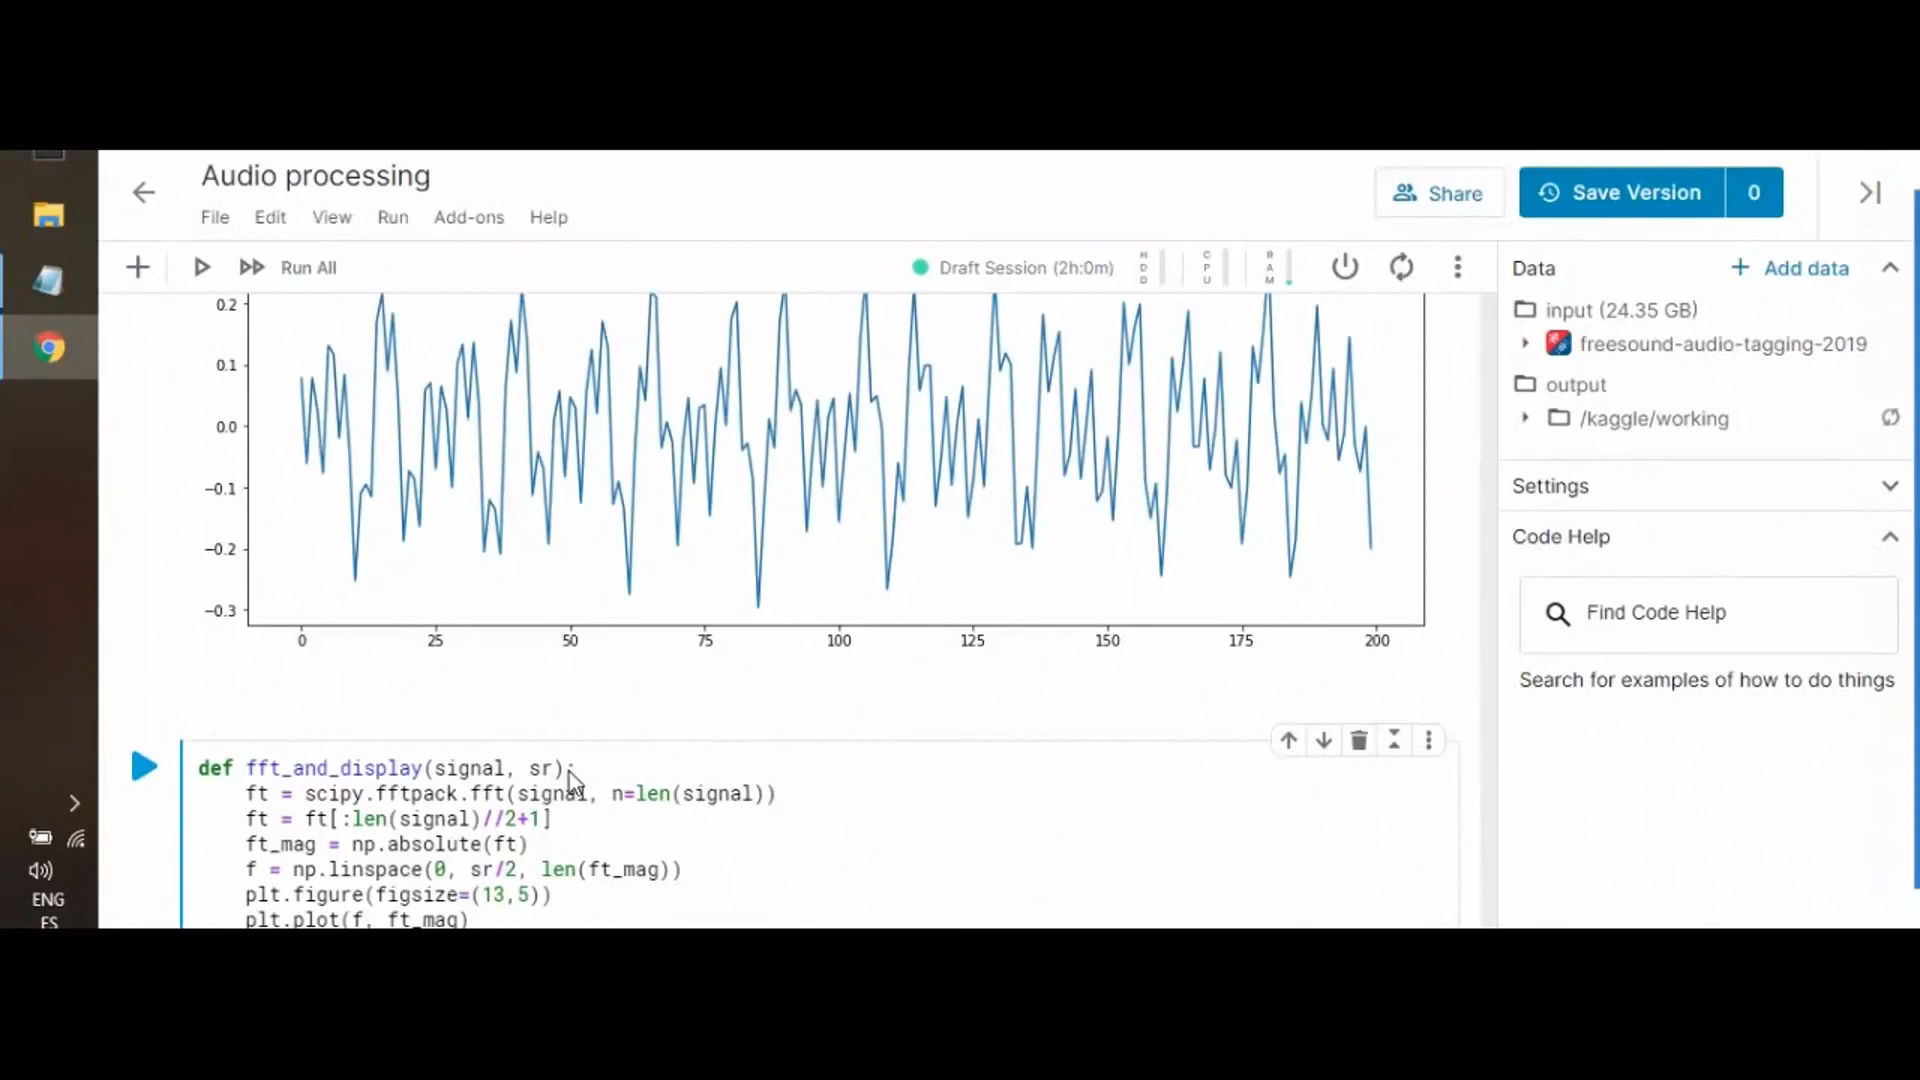 Audio processing
File Edit View Run Add-ons Help
Share
Save Version 0
Run All
Draft Session (2h:0m)
HDD
CPU
RAM
Data
Add data
input (24.35 GB)
freesound-audio-tagging-2019
output
/kaggle/working
Settings
Code Help
Find Code Help
Search for examples of how to do things
0.2
0.1
0.0
−0.1
−0.2
−0.3
0 25 50 75 100 125 150 175 200
def fft_and_display(signal, sr):
ft = scipy.fftpack.fft(signal, n=len(signal))
ft = ft[:len(signal)//2+1]
ft_mag = np.absolute(ft)
f = np.linspace(0, sr/2, len(ft_mag))
plt.figure(figsize=(13,5))
plt.plot(f, ft_mag)
ENG
ES